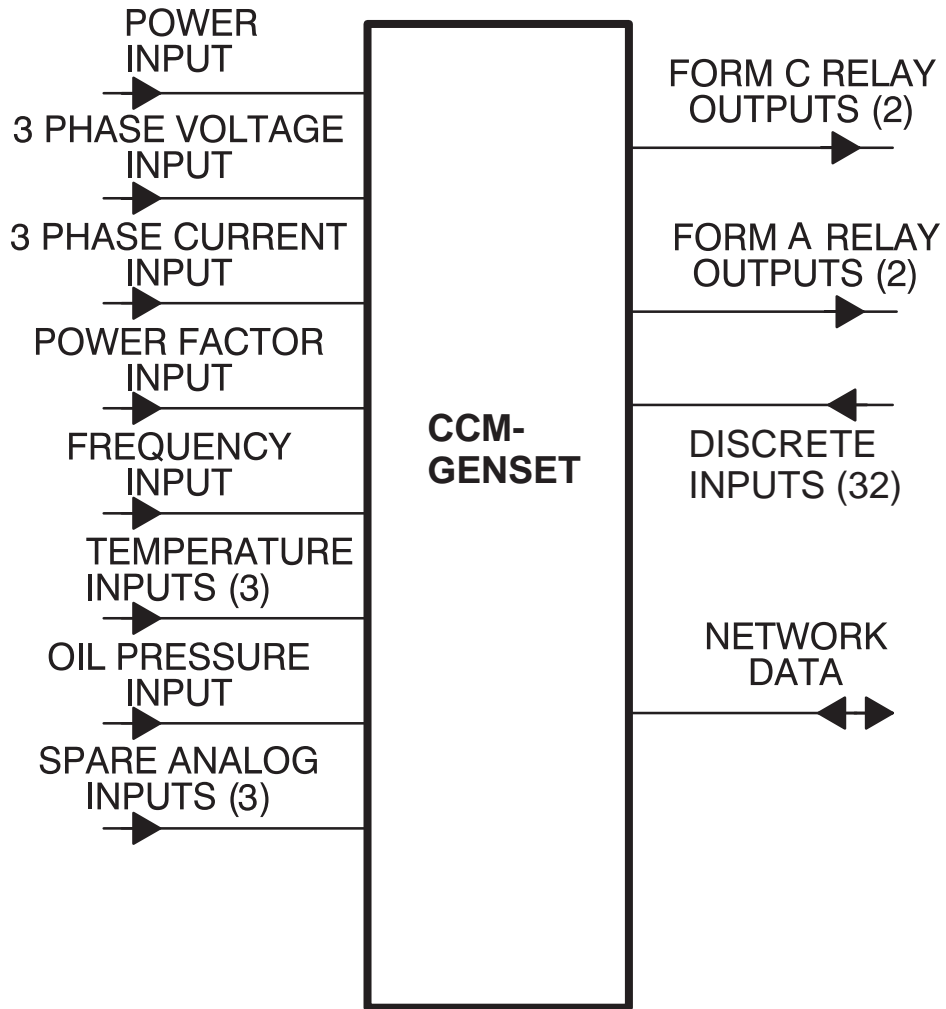 POWER
INPUT
3 PHASE VOLTAGE
INPUT
3 PHASE CURRENT
INPUT
POWER FACTOR
INPUT
FREQUENCY
INPUT
TEMPERATURE
INPUTS (3)
OIL PRESSURE
INPUT
SPARE ANALOG
INPUTS (3)
CCM-
GENSET
FORM C RELAY
OUTPUTS (2)
FORM A RELAY
OUTPUTS (2)
DISCRETE
INPUTS (32)
NETWORK
DATA